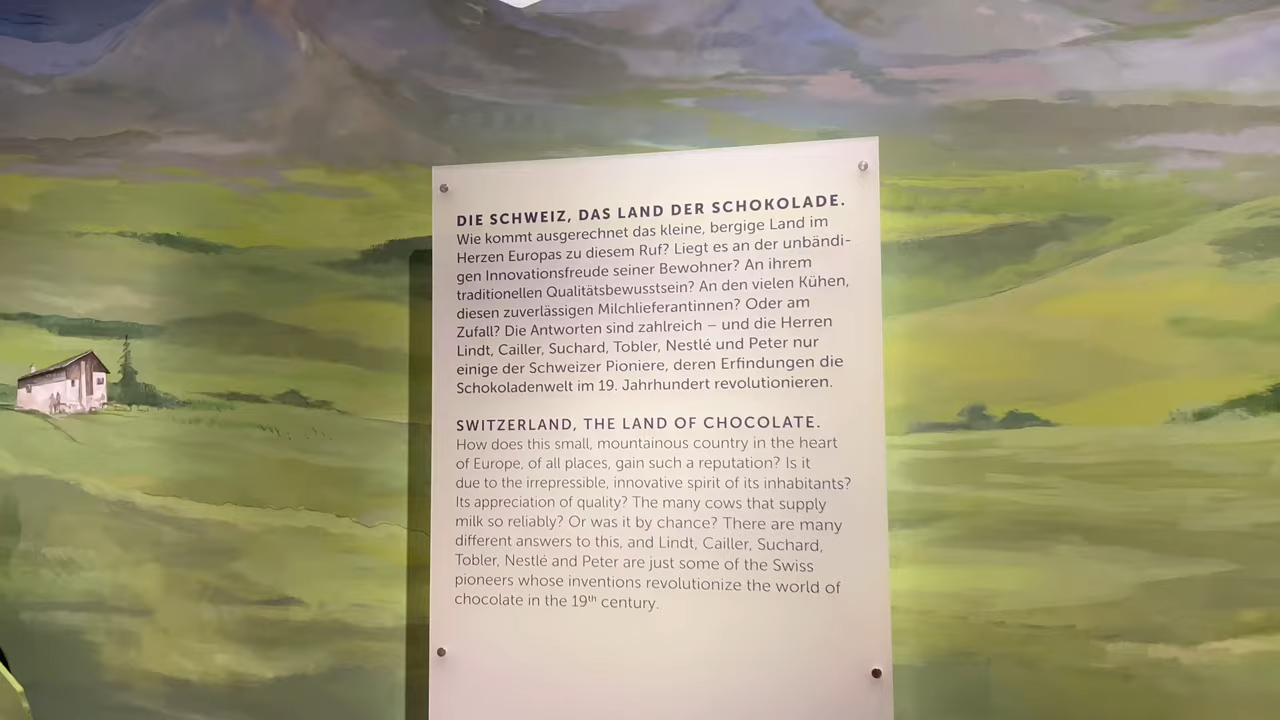 DIE SCHWEIZ, DAS LAND DER SCHOKOLADE.
Wie kommt ausgerechnet das kleine, bergige Land im
Herzen Europas zu diesem Ruf? Liegt es an der unbändi-
gen Innovationsfreude seiner Bewohner? An ihrem
traditionellen Qualitätsbewusstsein? An den vielen Kühen,
diesen zuverlässigen Milchlieferantinnen? Oder am
Zufall? Die Antworten sind zahlreich – und die Herren
Lindt, Cailler, Suchard, Tobler, Nestlé und Peter nur
einige der Schweizer Pioniere, deren Erfindungen die
Schokoladenwelt im 19. Jahrhundert revolutionieren.
SWITZERLAND, THE LAND OF CHOCOLATE.
How does this small, mountainous country in the heart
of Europe, of all places, gain such a reputation? Is it
due to the irrepressible, innovative spirit of its inhabitants?
Its appreciation of quality? The many cows that supply
milk so reliably? Or was it by chance? There are many
different answers to this, and Lindt, Cailler, Suchard,
Tobler, Nestlé and Peter are just some of the Swiss
pioneers whose inventions revolutionize the world of
chocolate in the 19th century.